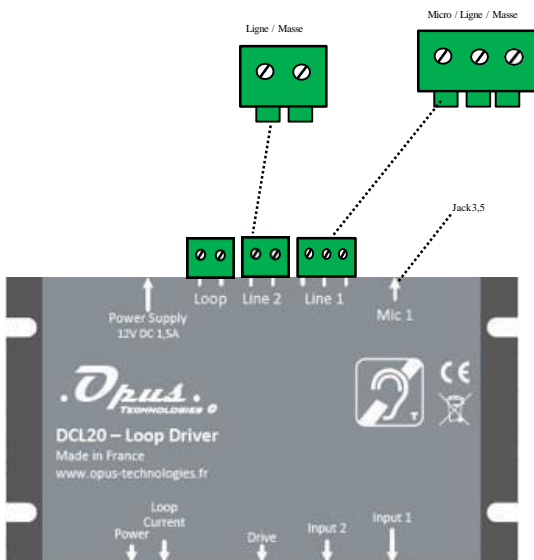 Ligne / Masse
Micro / Ligne / Masse
Jack3,5
Loop
Line 2
Line 1
Mic 1
Power Supply
12V DC 1,5A
.Opus.
TECHNOLOGIES
CE
T
DCL20 – Loop Driver
Made in France
www.opus-technologies.fr
Loop
Current
Power
Drive
Input 2
Input 1